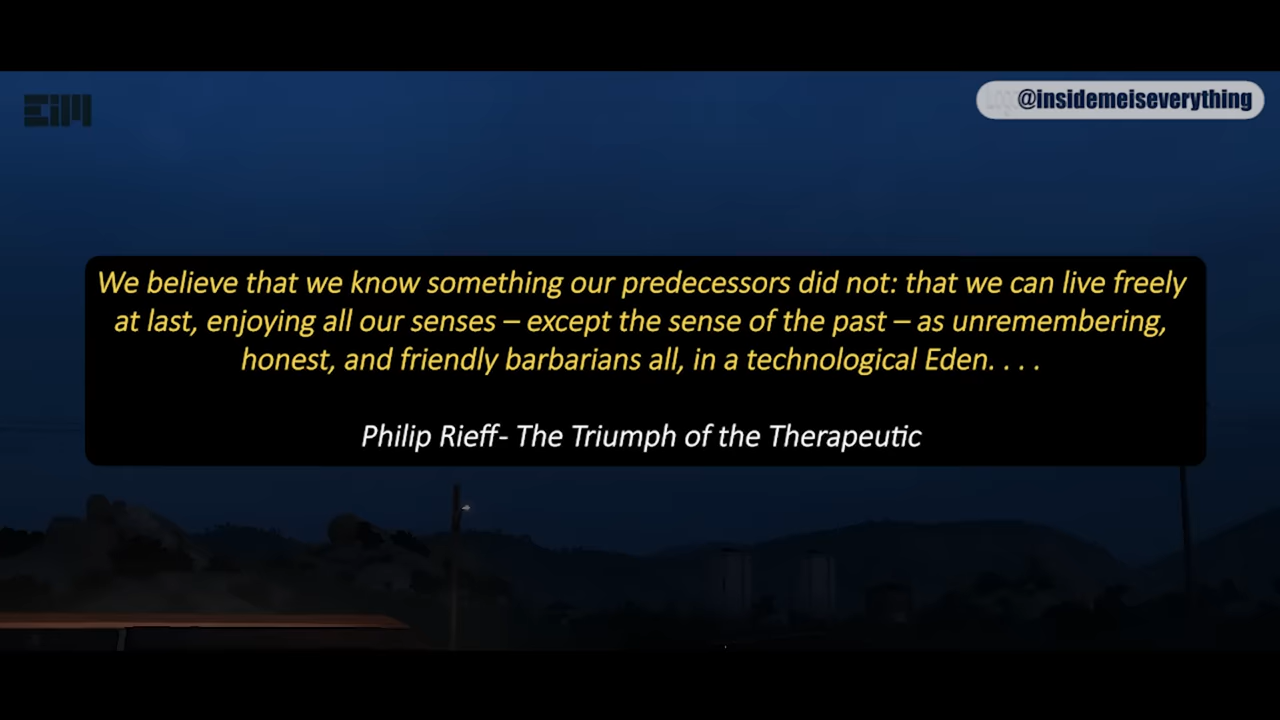 EiM
@insidemeiseverything
We believe that we know something our predecessors did not: that we can live freely
at last, enjoying all our senses – except the sense of the past – as unremembering,
honest, and friendly barbarians all, in a technological Eden. . . .
Philip Rieff- The Triumph of the Therapeutic